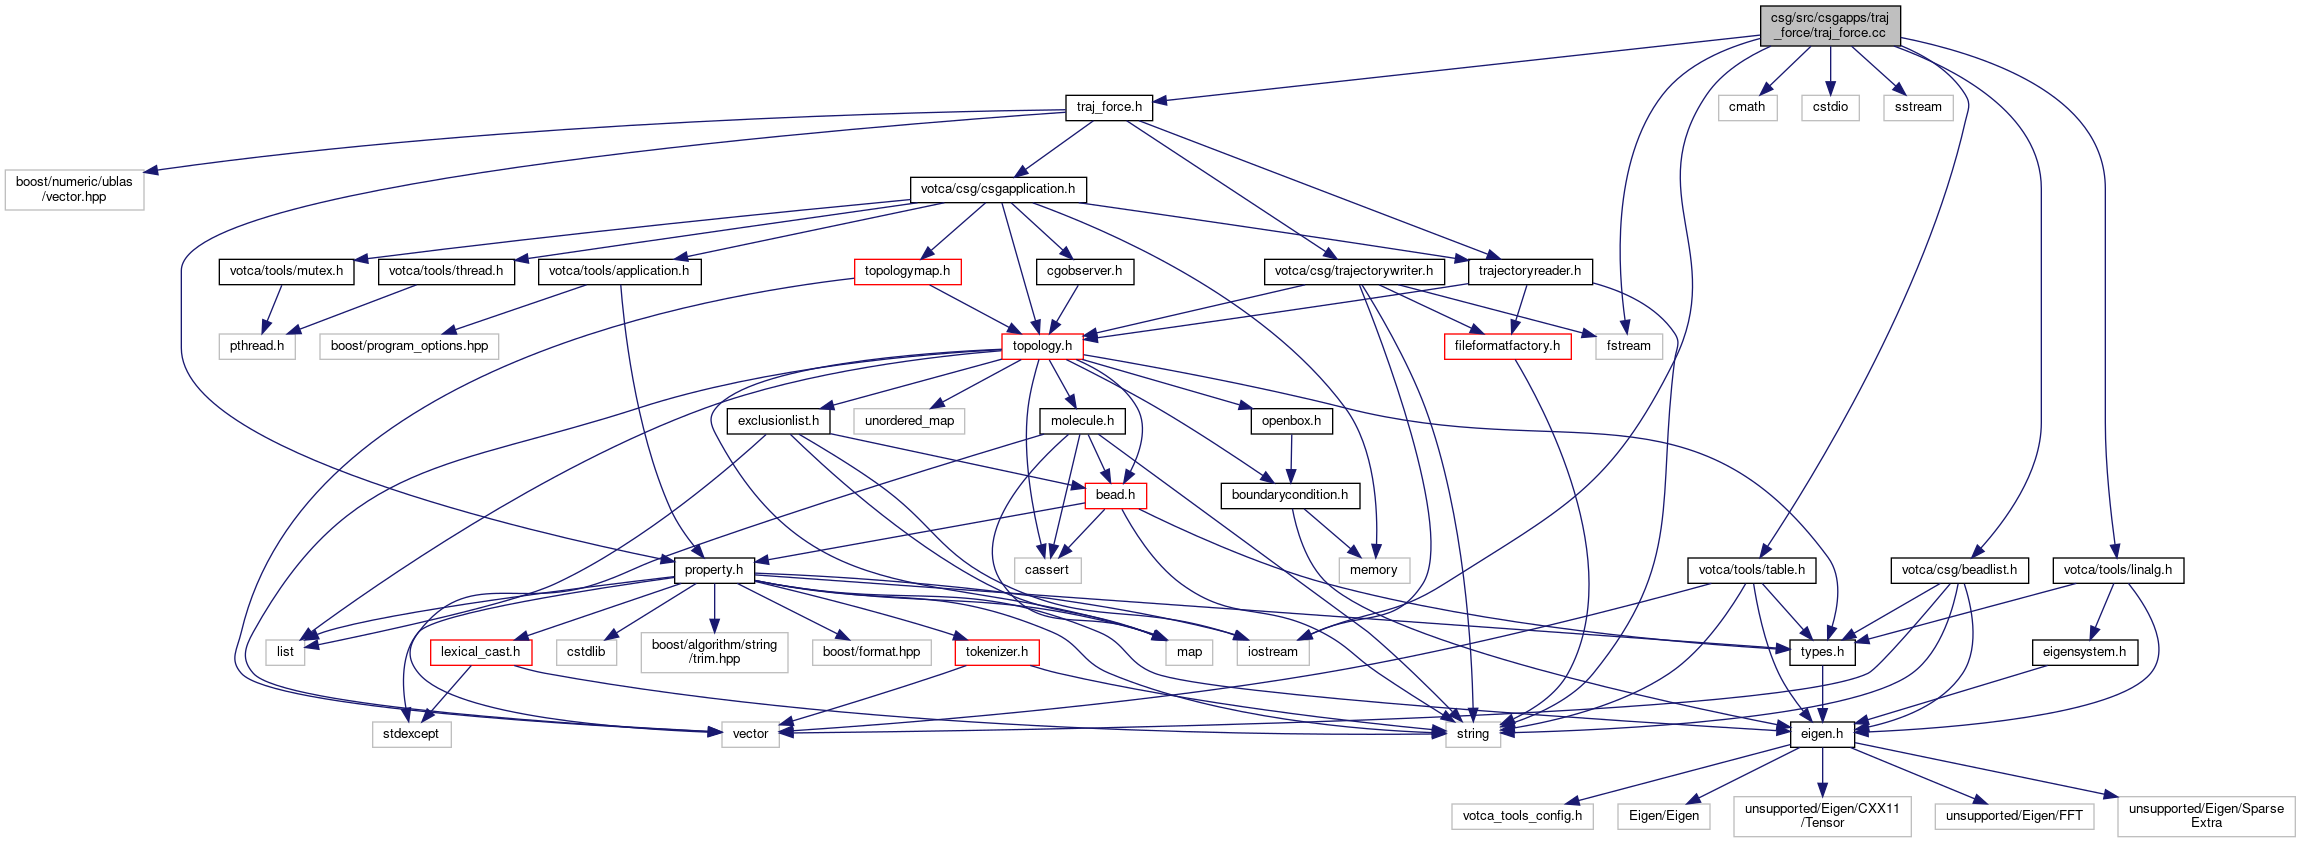 csg/src/csgapps/traj
_force/traj_force.cc
traj_force.h
cmath
cstdio
sstream
boost/numeric/ublas
/vector.hpp
votca/csg/csgapplication.h
votca/tools/mutex.h
votca/tools/thread.h
votca/tools/application.h
topologymap.h
cgobserver.h
votca/csg/trajectorywriter.h
trajectoryreader.h
pthread.h
boost/program_options.hpp
topology.h
fileformatfactory.h
fstream
exclusionlist.h
unordered_map
molecule.h
openbox.h
bead.h
boundarycondition.h
property.h
cassert
memory
votca/tools/table.h
votca/csg/beadlist.h
votca/tools/linalg.h
list
lexical_cast.h
cstdlib
boost/algorithm/string
/trim.hpp
boost/format.hpp
tokenizer.h
map
iostream
types.h
eigensystem.h
stdexcept
vector
string
eigen.h
votca_tools_config.h
Eigen/Eigen
unsupported/Eigen/CXX11
/Tensor
unsupported/Eigen/FFT
unsupported/Eigen/Sparse
Extra